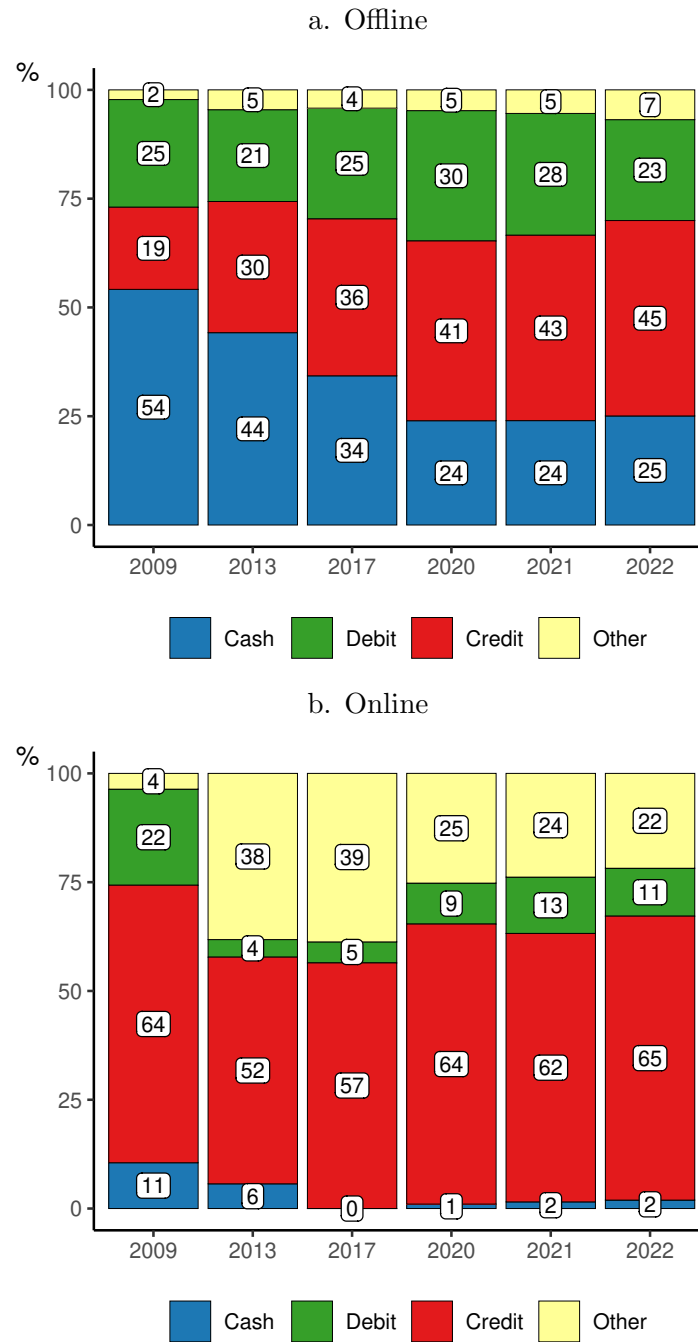 a. Offline
%
100
2 5 4 5 5 7
25 21 25 30 28 23
75
19 30 36 41 43 45
50
54 44 34 24 24 25
25
0
2009 2013 2017 2020 2021 2022
Cash Debit Credit Other
b. Online
%
100
4 38 39 25 24 22
22 4 5 9 13 11
75
64 52 57 64 62 65
50
25
11 6 0 1 2 2
0
2009 2013 2017 2020 2021 2022
Cash Debit Credit Other